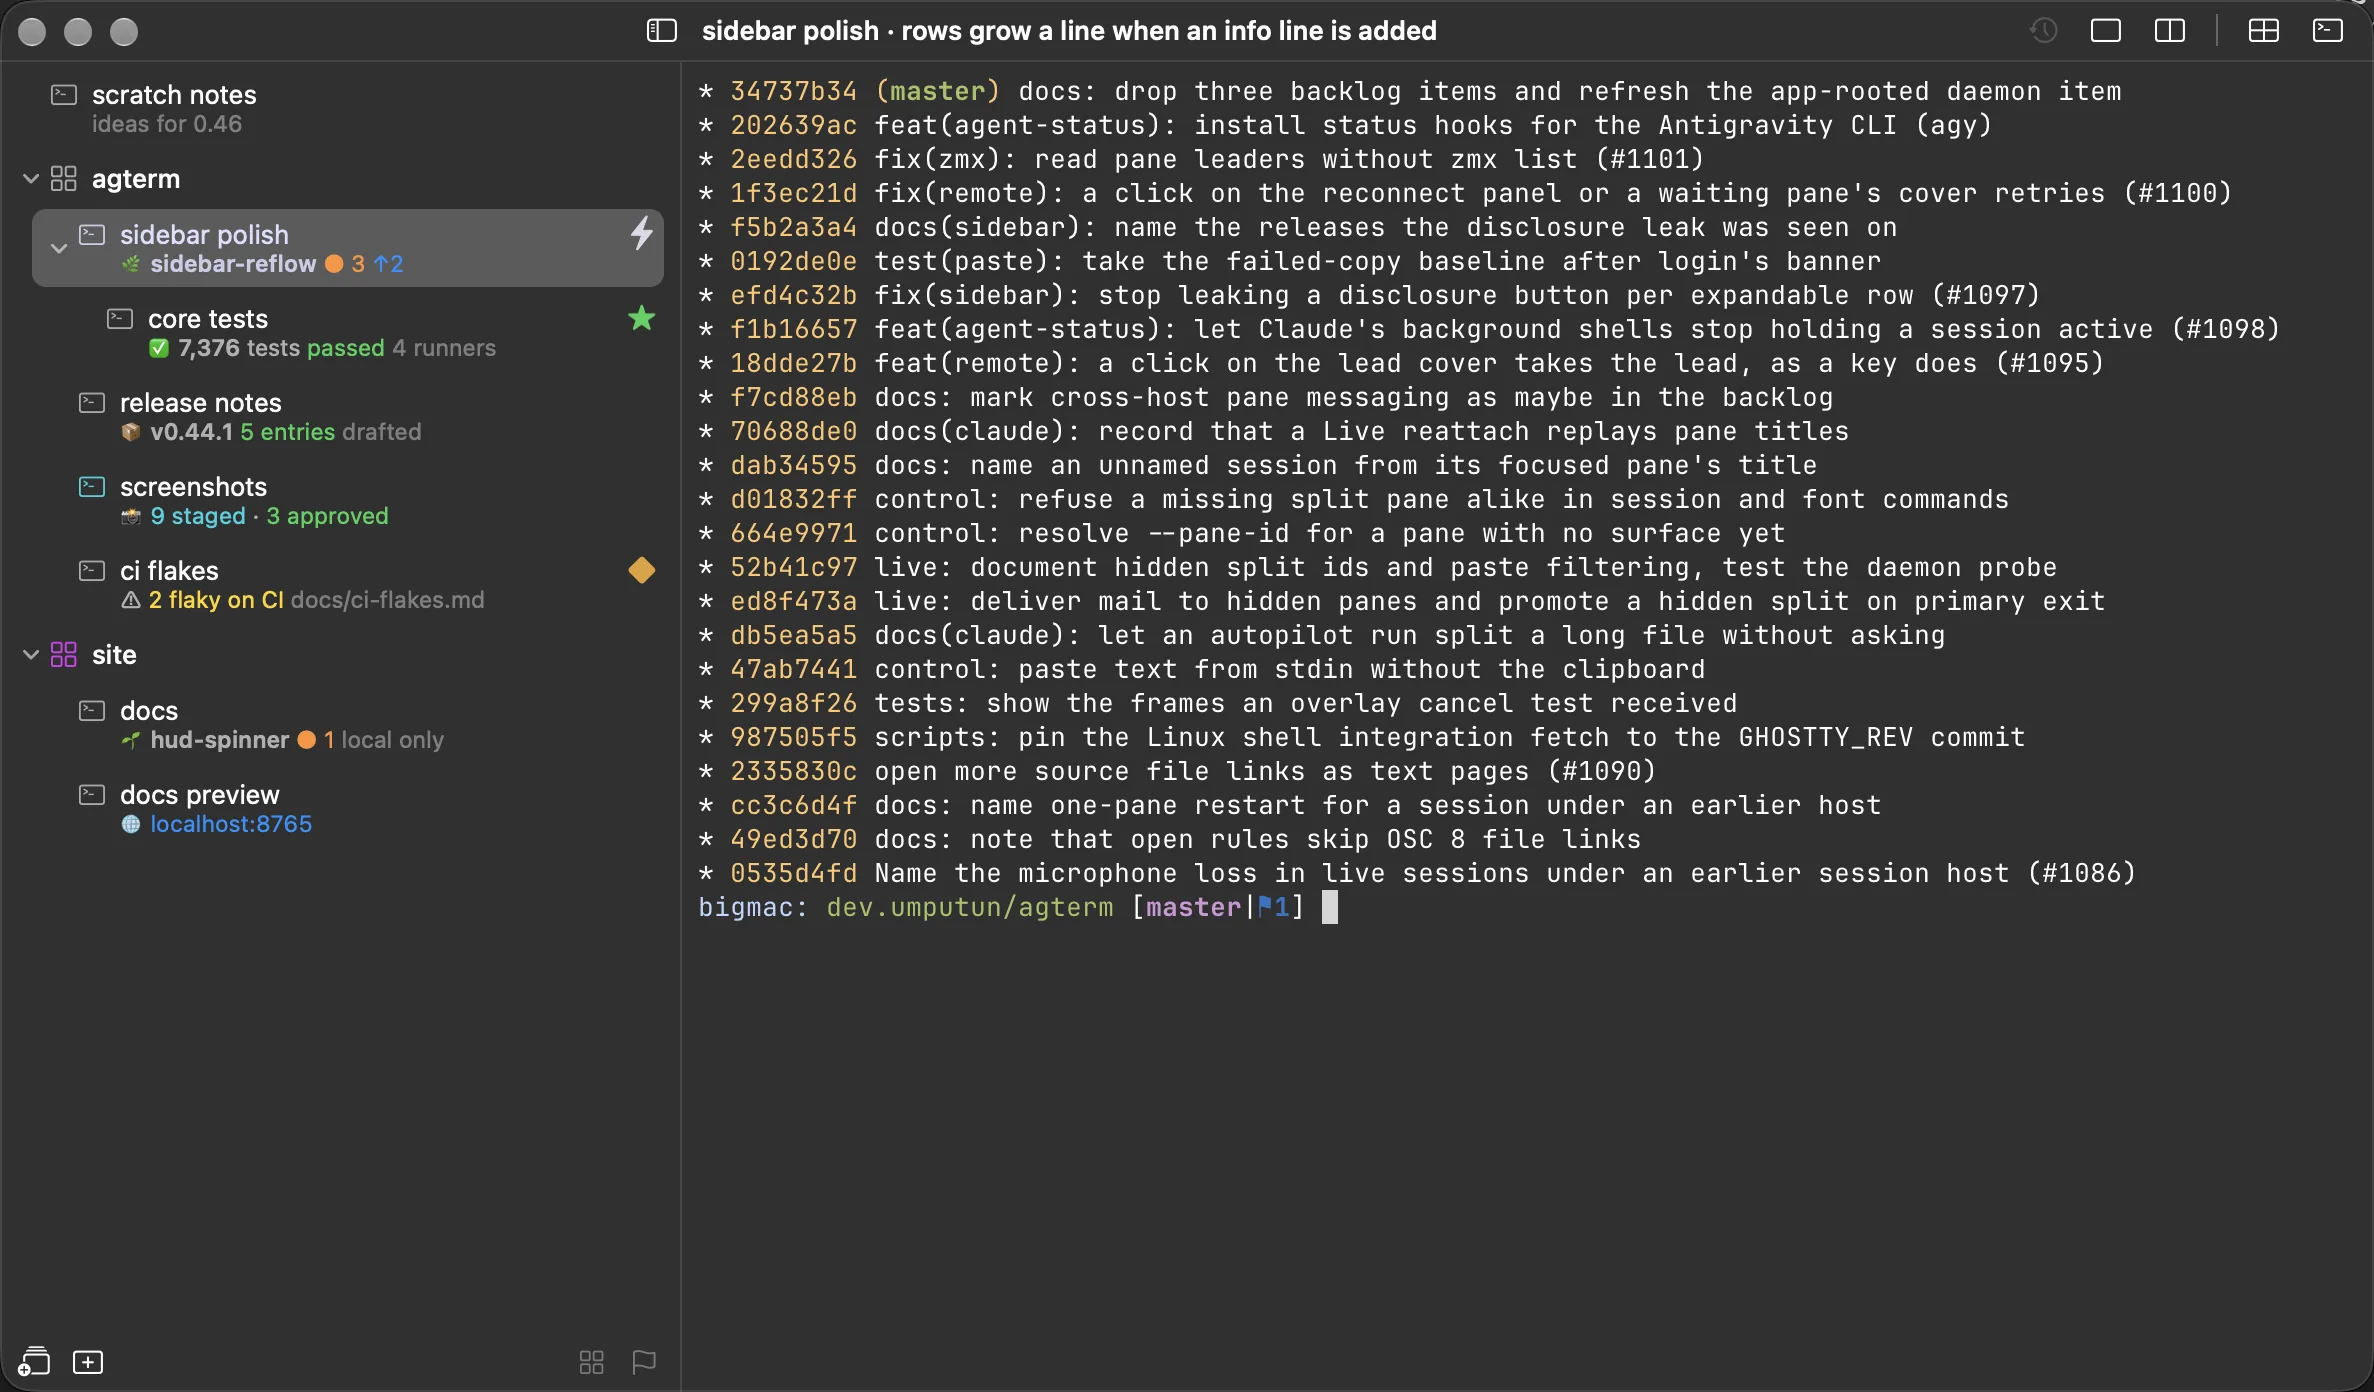 sidebar polish · rows grow a line when an info line is added
scratch notes
ideas for 0.46
agterm
sidebar polish
🌿 sidebar-reflow 🟠 3 ↑2
core tests
✅ 7,376 tests passed 4 runners
release notes
📦 v0.44.1 5 entries drafted
screenshots
📸 9 staged · 3 approved
ci flakes
⚠ 2 flaky on CI docs/ci-flakes.md
site
docs
🌱 hud-spinner 🟠 1 local only
docs preview
🌐 localhost:8765
* 34737b34 (master) docs: drop three backlog items and refresh the app-rooted daemon item
* 202639ac feat(agent-status): install status hooks for the Antigravity CLI (agy)
* 2eedd326 fix(zmx): read pane leaders without zmx list (#1101)
* 1f3ec21d fix(remote): a click on the reconnect panel or a waiting pane's cover retries (#1100)
* f5b2a3a4 docs(sidebar): name the releases the disclosure leak was seen on
* 0192de0e test(paste): take the failed-copy baseline after login's banner
* efd4c32b fix(sidebar): stop leaking a disclosure button per expandable row (#1097)
* f1b16657 feat(agent-status): let Claude's background shells stop holding a session active (#1098)
* 18dde27b feat(remote): a click on the lead cover takes the lead, as a key does (#1095)
* f7cd88eb docs: mark cross-host pane messaging as maybe in the backlog
* 70688de0 docs(claude): record that a Live reattach replays pane titles
* dab34595 docs: name an unnamed session from its focused pane's title
* d01832ff control: refuse a missing split pane alike in session and font commands
* 664e9971 control: resolve --pane-id for a pane with no surface yet
* 52b41c97 live: document hidden split ids and paste filtering, test the daemon probe
* ed8f473a live: deliver mail to hidden panes and promote a hidden split on primary exit
* db5ea5a5 docs(claude): let an autopilot run split a long file without asking
* 47ab7441 control: paste text from stdin without the clipboard
* 299a8f26 tests: show the frames an overlay cancel test received
* 987505f5 scripts: pin the Linux shell integration fetch to the GHOSTTY_REV commit
* 2335830c open more source file links as text pages (#1090)
* cc3c6d4f docs: name one-pane restart for a session under an earlier host
* 49ed3d70 docs: note that open rules skip OSC 8 file links
* 0535d4fd Name the microphone loss in live sessions under an earlier session host (#1086)
bigmac: dev.umputun/agterm [master|⚑1]